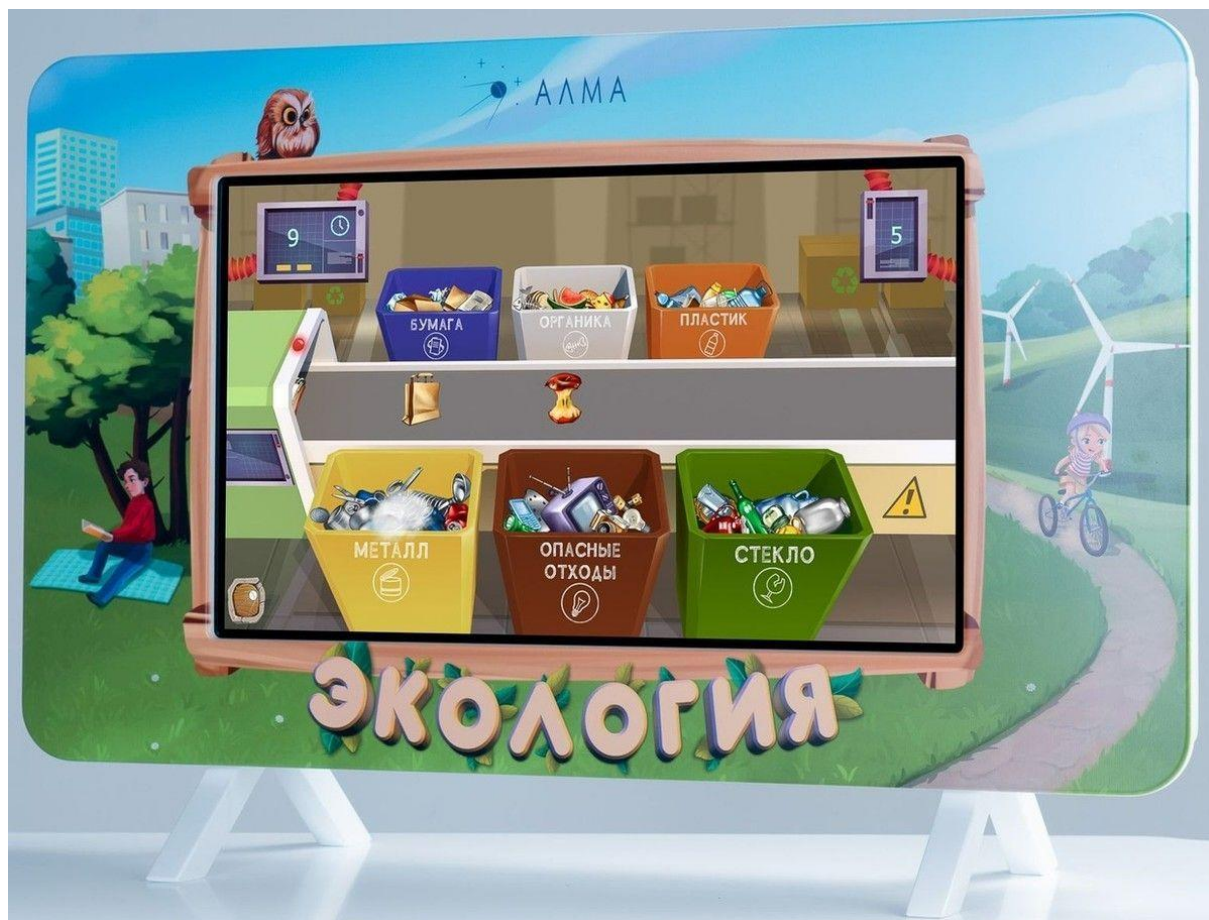 АЛМА
9
5
БУМАГА
ОРГАНИКА
ПЛАСТИК
МЕТАЛЛ
ОПАСНЫЕ
ОТХОДЫ
СТЕКЛО
ЭКОЛОГИЯ